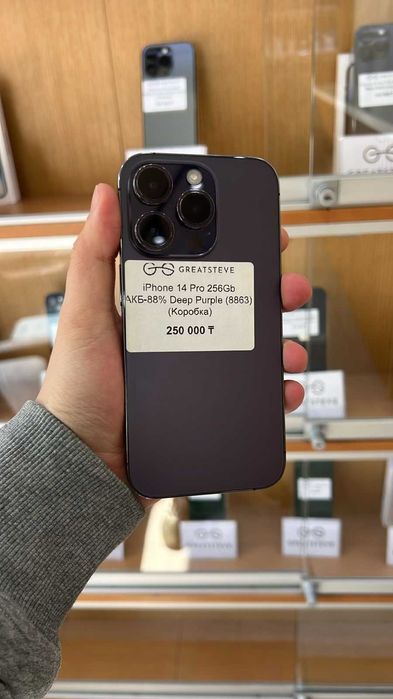 GREATSTEVE
iPhone 14 Pro 256Gb
АКБ-88% Deep Purple (8863)
(Коробка)
250 000 ₸